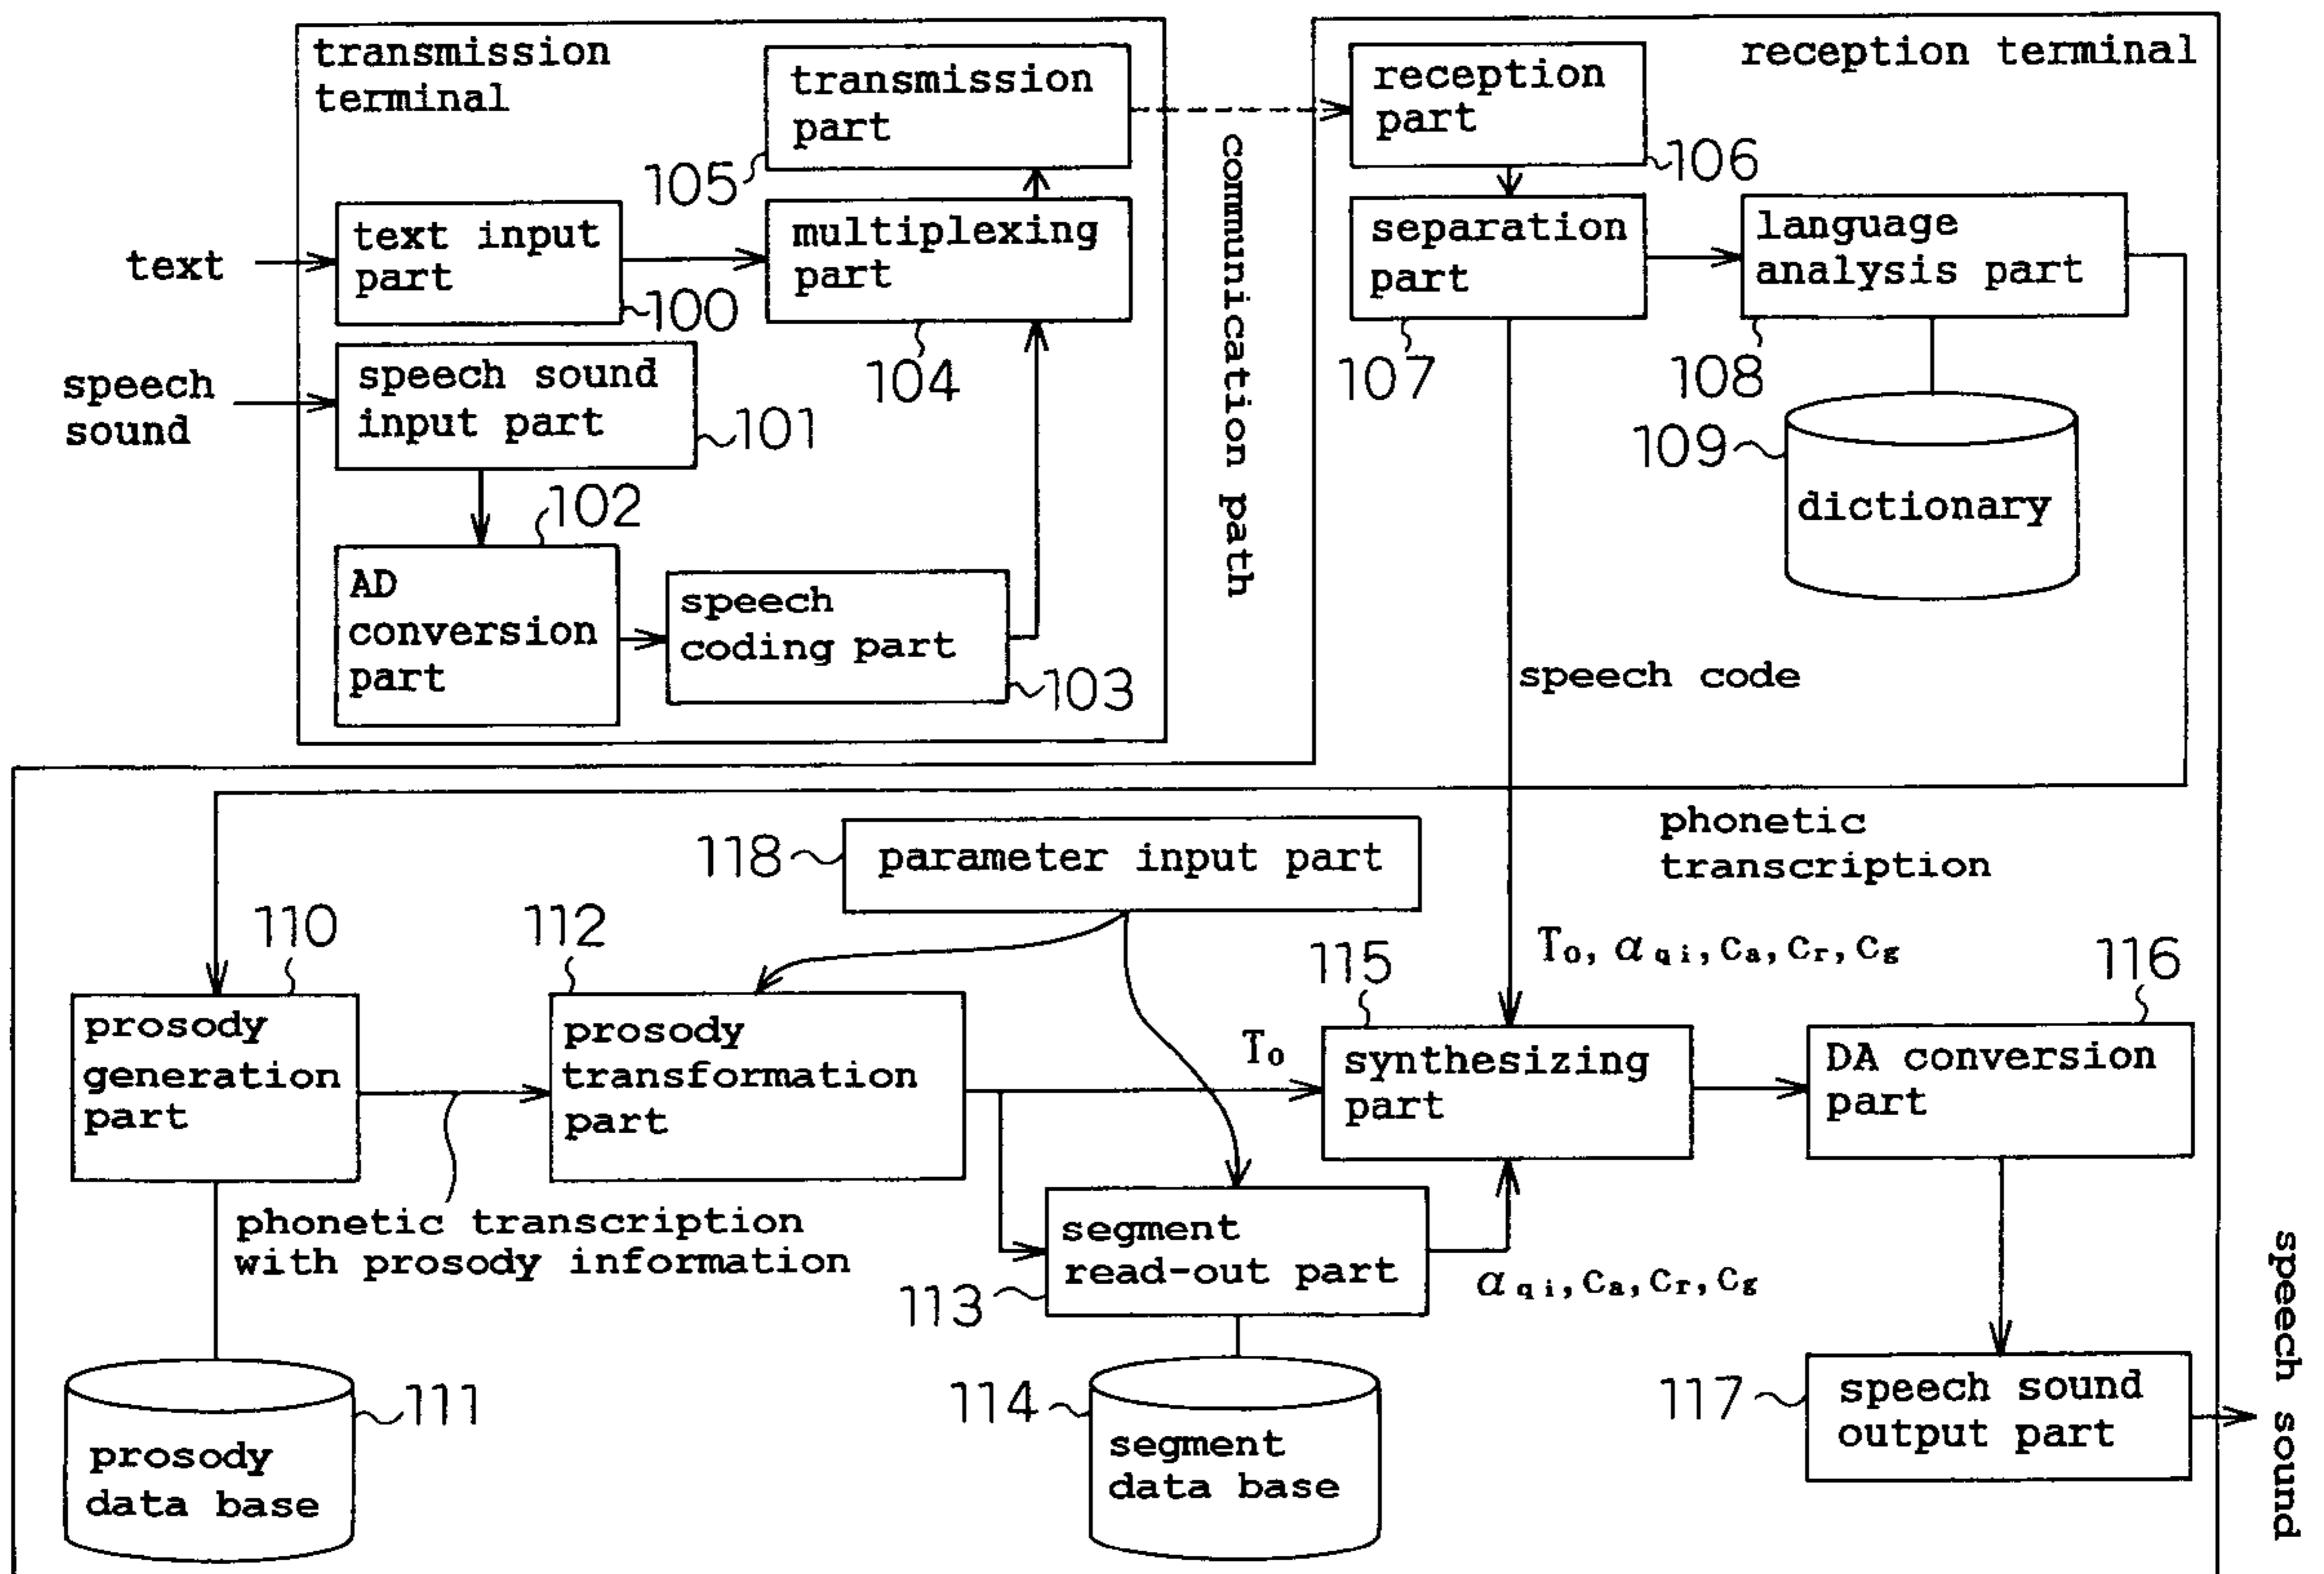 transmission
terminal
transmission
part
105
text
text input
part
100
multiplexing
part
104
speech
sound
speech sound
input part
101
102
AD
conversion
part
speech
coding part
103
communication path
reception terminal
reception
part
106
separation
part
107
language
analysis part
108
109
dictionary
speech code
phonetic
transcription
118
parameter input part
T₀, α qi, Ca, Cr, Cg
110
prosody
generation
part
112
prosody
transformation
part
phonetic transcription
with prosody information
T₀
115
synthesizing
part
116
DA conversion
part
segment
read-out part
113
α qi, Ca, Cr, Cg
111
prosody
data base
114
segment
data base
117
speech sound
output part
speech sound